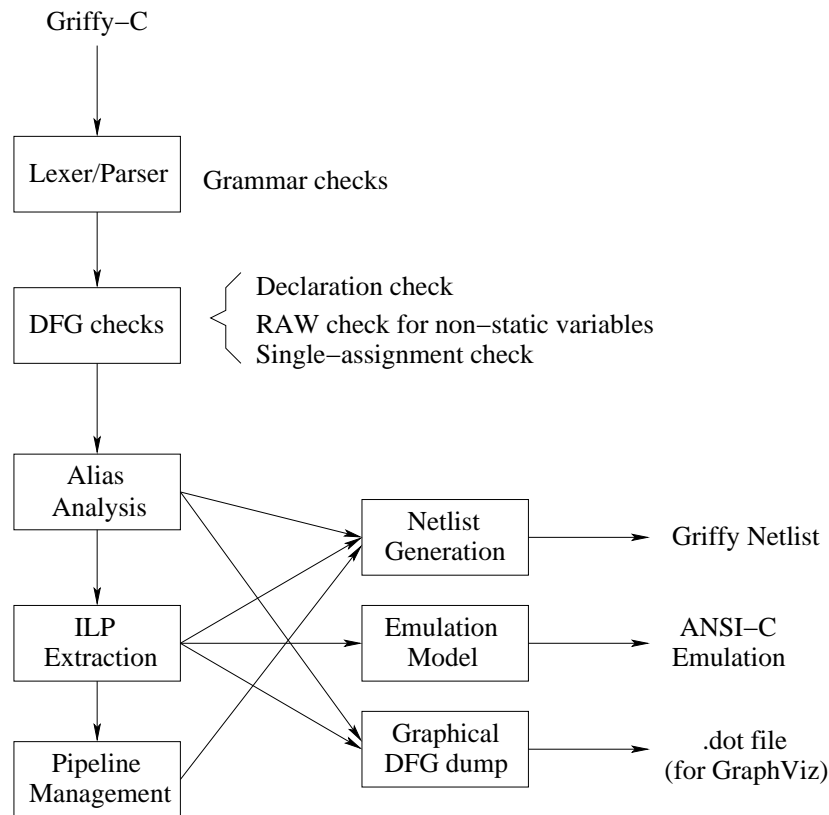 Griffy−C
Lexer/Parser
Grammar checks
DFG checks
Declaration check
RAW check for non−static variables
Single−assignment check
Alias
Analysis
Netlist
Generation
Griffy Netlist
ILP
Extraction
Emulation
Model
ANSI−C
Emulation
Pipeline
Management
Graphical
DFG dump
.dot file
(for GraphViz)